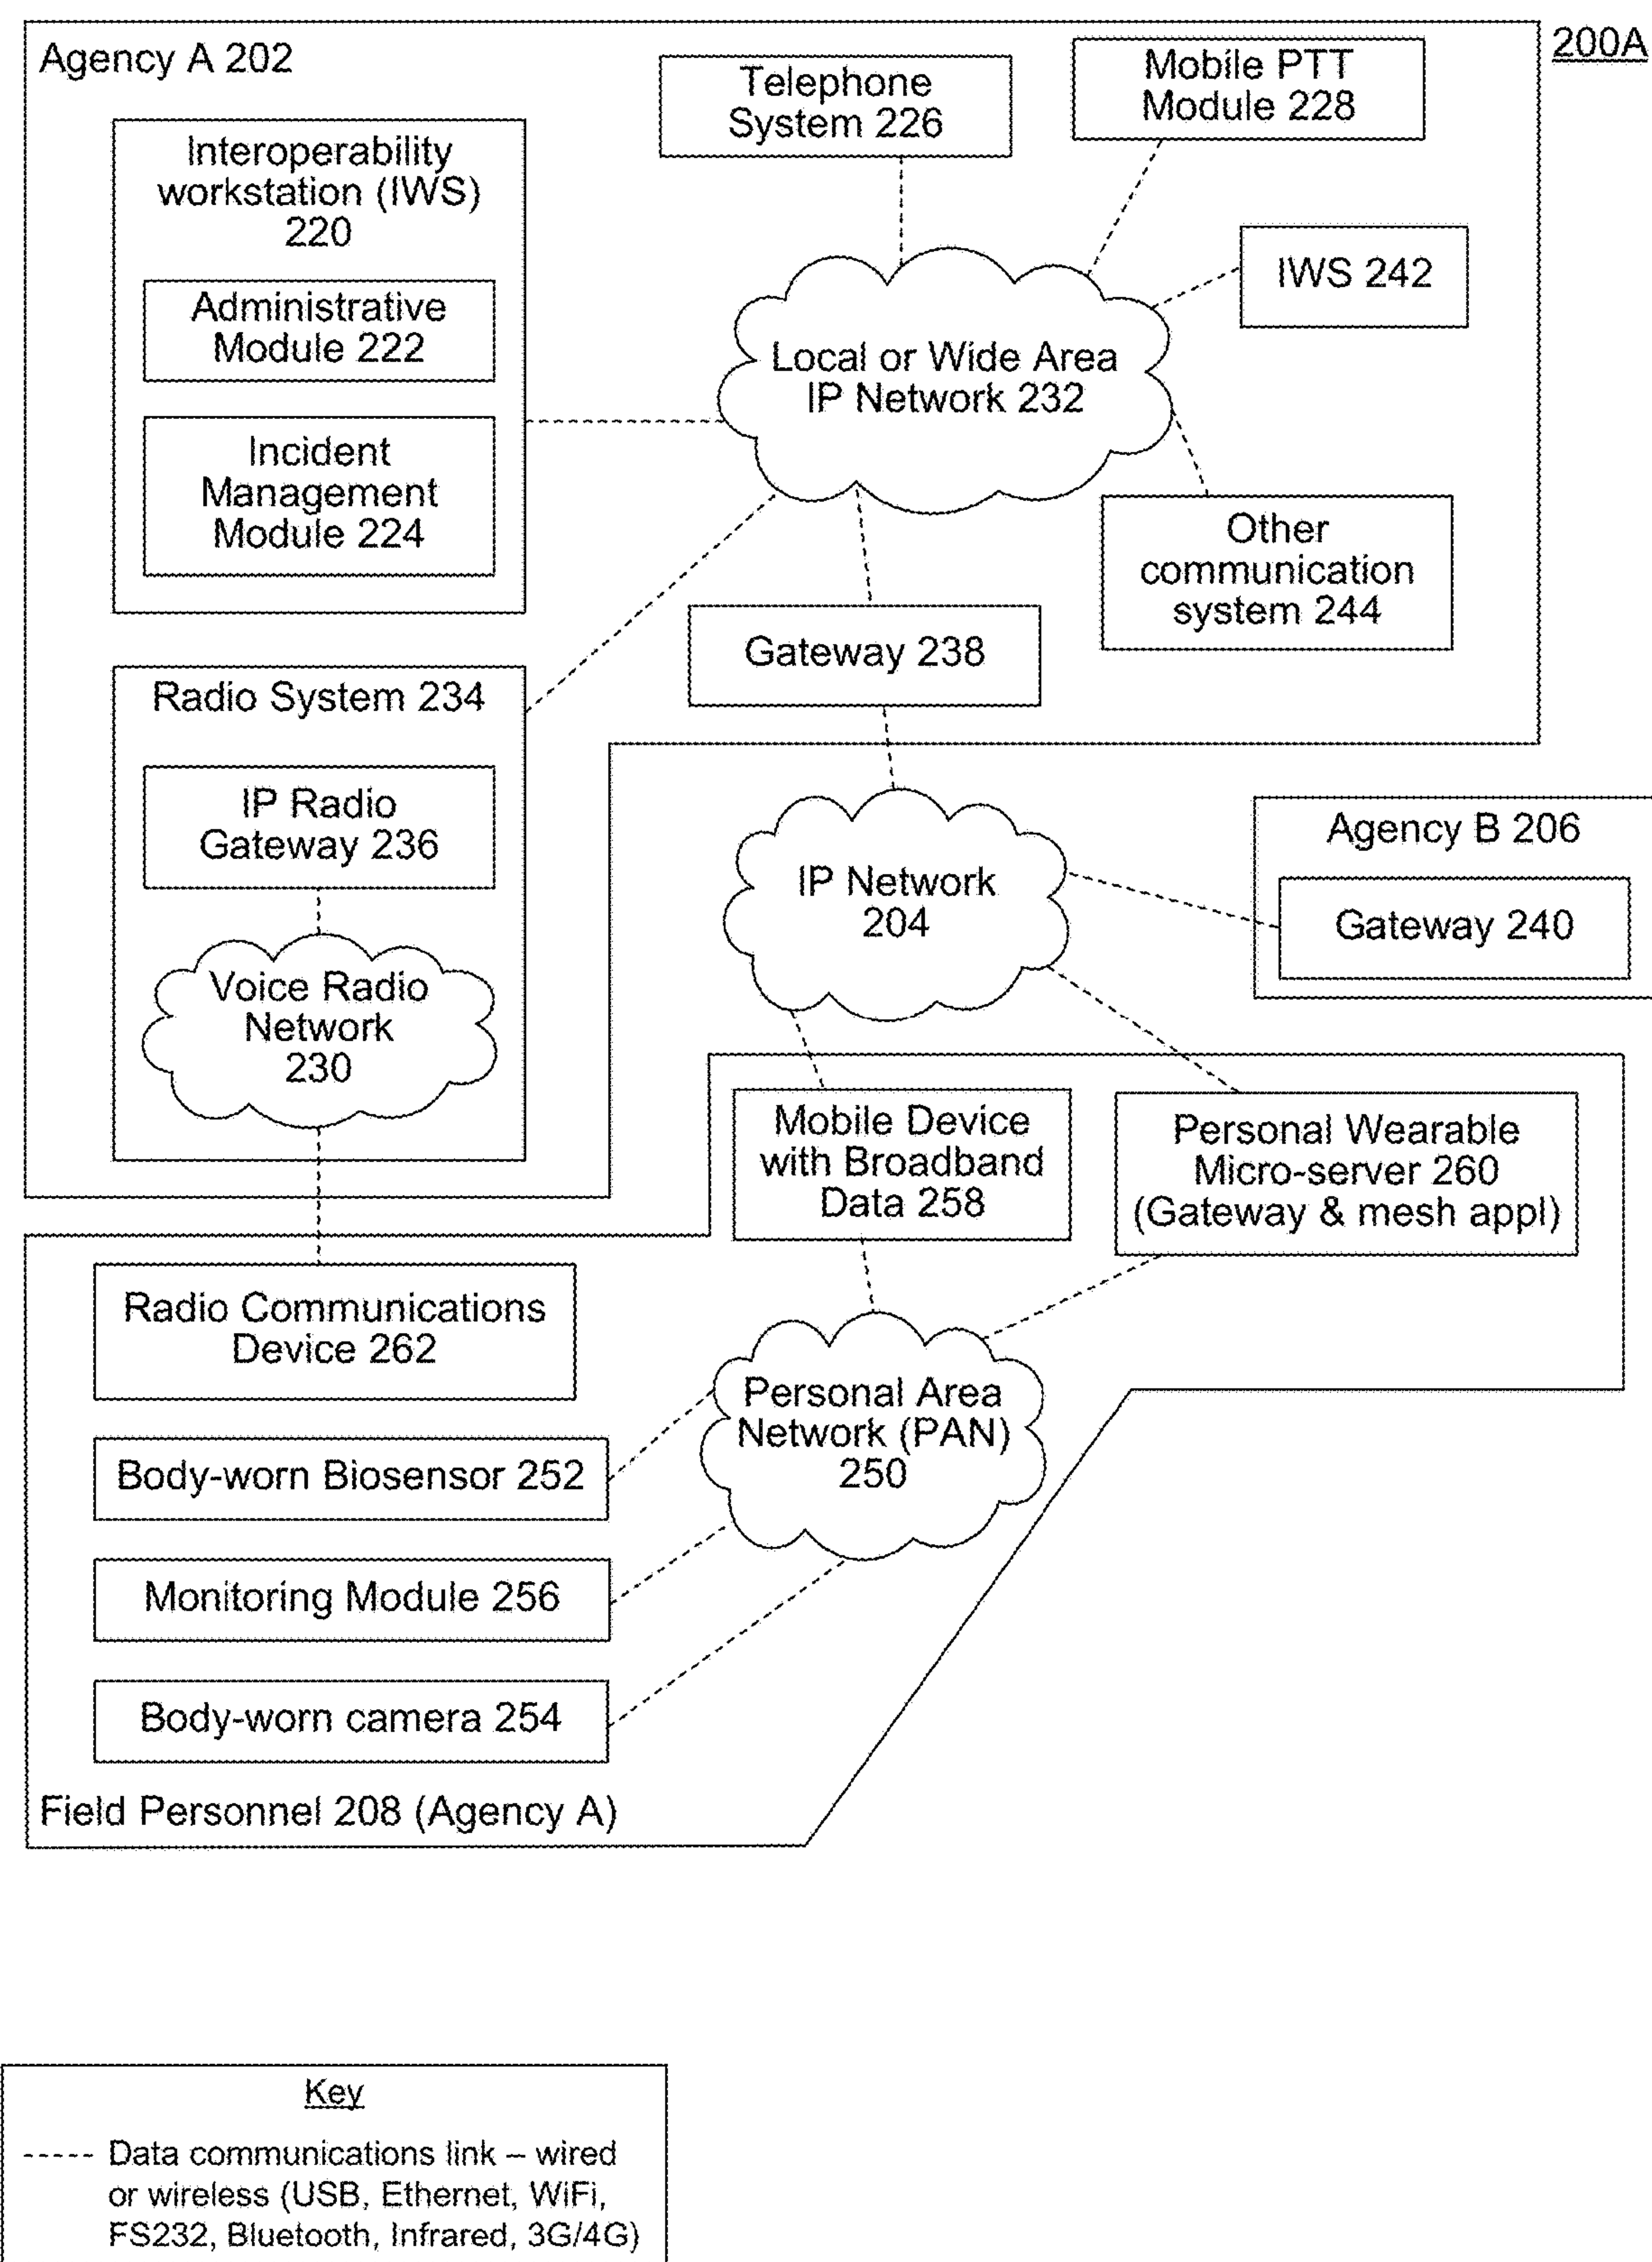 200A
Agency A 202
Telephone
System 226
Mobile PTT
Module 228
Interoperability
workstation (IWS)
220
Administrative
Module 222
Incident
Management
Module 224
IWS 242
Local or Wide Area
IP Network 232
Other
communication
system 244
Gateway 238
Radio System 234
IP Radio
Gateway 236
Voice Radio
Network
230
IP Network
204
Agency B 206
Gateway 240
Mobile Device
with Broadband
Data 258
Personal Wearable
Micro-server 260
(Gateway & mesh appl)
Radio Communications
Device 262
Personal Area
Network (PAN)
250
Body-worn Biosensor 252
Monitoring Module 256
Body-worn camera 254
Field Personnel 208 (Agency A)
Key
Data communications link – wired
or wireless (USB, Ethernet, WiFi,
FS232, Bluetooth, Infrared, 3G/4G)